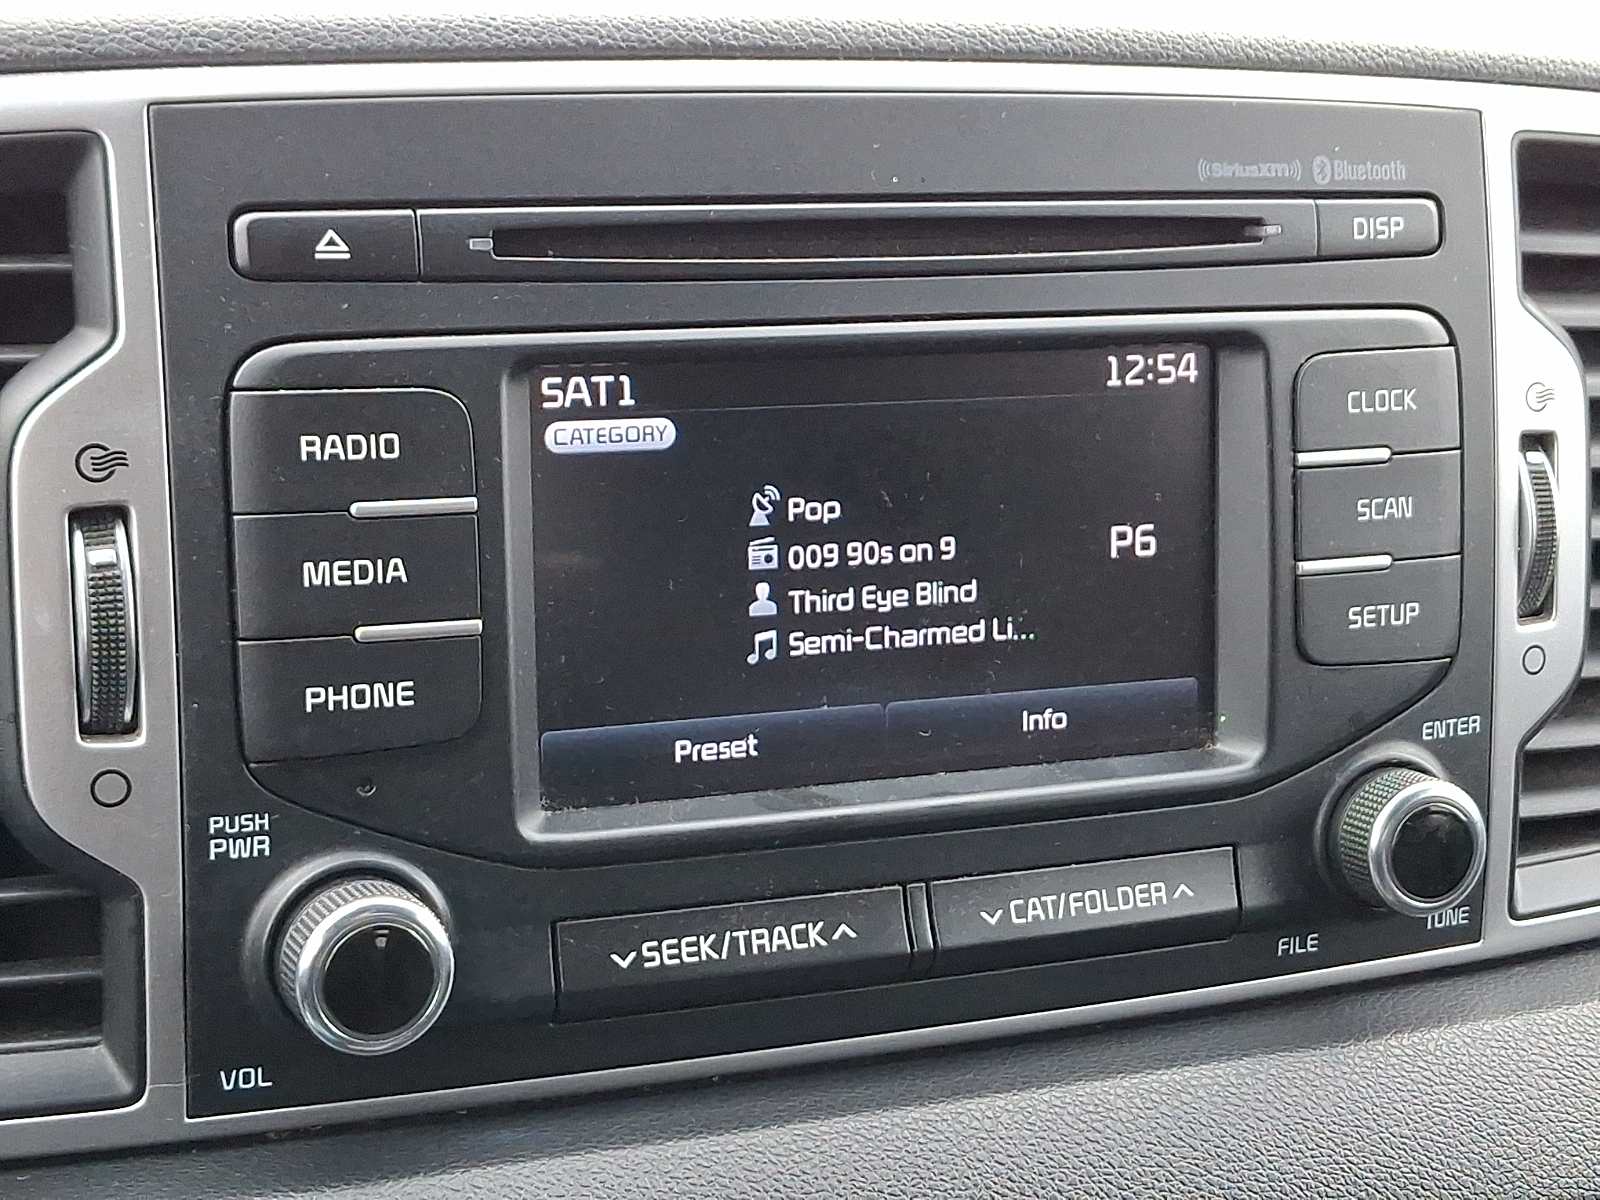 ((SiriusXM)) Bluetooth
DISP
SAT1
12:54
CATEGORY
RADIO
MEDIA
PHONE
CLOCK
SCAN
SETUP
Pop
009 90s on 9
Third Eye Blind
Semi-Charmed Li...
P6
Preset
Info
ENTER
PUSH
PWR
SEEK/TRACK
CAT/FOLDER
TUNE
FILE
VOL